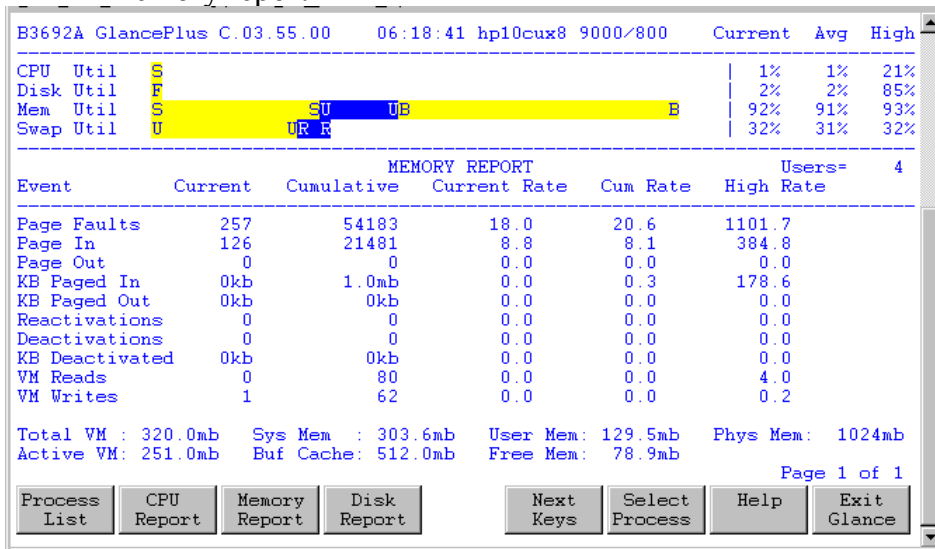 B3692A GlancePlus C.03.55.00 06:18:41 hp10cux8 9000/800 Current Avg High
CPU Util S | 1% 1% 21%
Disk Util F | 2% 2% 85%
Mem Util S SU UB B | 92% 91% 93%
Swap Util U UR R | 32% 31% 32%
MEMORY REPORT Users= 4
Event Current Cumulative Current Rate Cum Rate High Rate
Page Faults 257 54183 18.0 20.6 1101.7
Page In 126 21481 8.8 8.1 384.8
Page Out 0 0 0.0 0.0 0.0
KB Paged In 0kb 1.0mb 0.0 0.3 178.6
KB Paged Out 0kb 0kb 0.0 0.0 0.0
Reactivations 0 0 0.0 0.0 0.0
Deactivations 0 0 0.0 0.0 0.0
KB Deactivated 0kb 0kb 0.0 0.0 0.0
VM Reads 0 80 0.0 0.0 4.0
VM Writes 1 62 0.0 0.0 0.2
Total VM : 320.0mb Sys Mem : 303.6mb User Mem: 129.5mb Phys Mem: 1024mb
Active VM: 251.0mb Buf Cache: 512.0mb Free Mem: 78.9mb
Page 1 of 1
Process CPU Memory Disk Next Select Help Exit
List Report Report Report Keys Process Glance